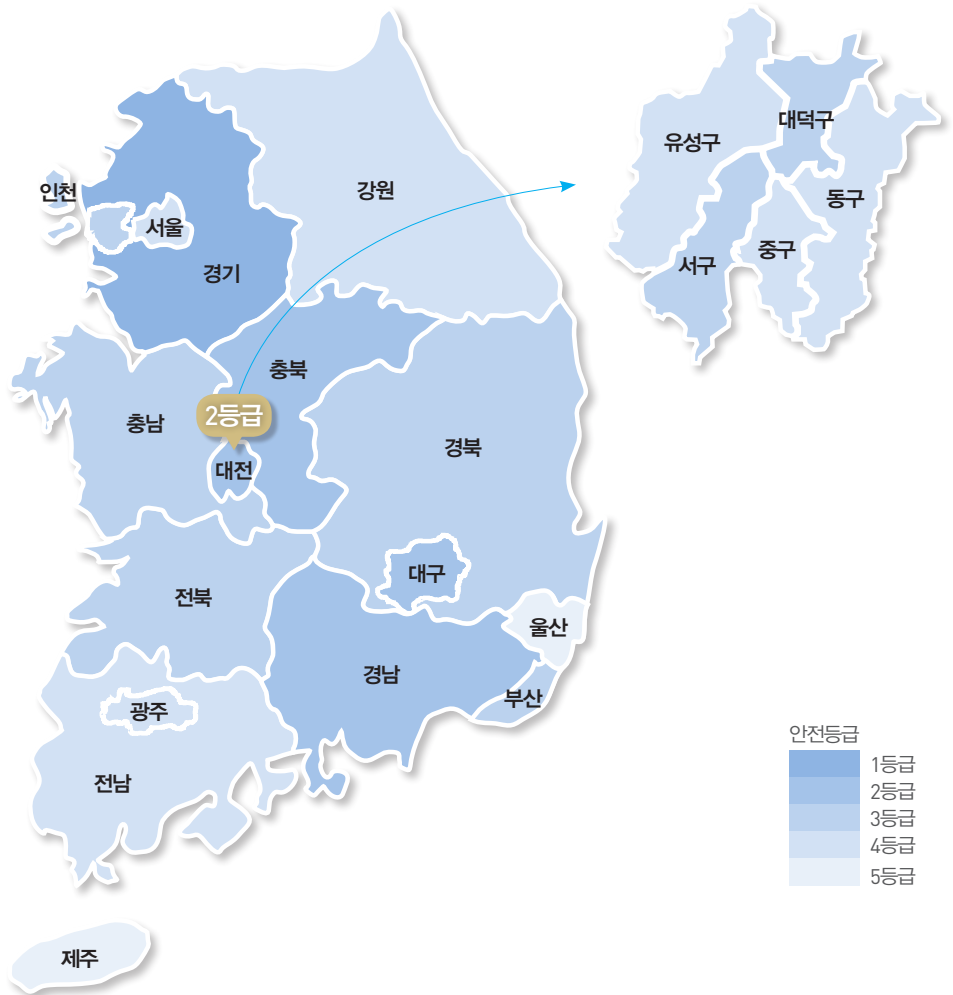 대덕구
유성구
강원
인천
동구
서울
중구
서구
경기
충북
2등급
충남
경북
대전
대구
전북
울산
경남
부산
광주
안전등급
1등급
전남
2등급
3등급
4등급
5등급
제주